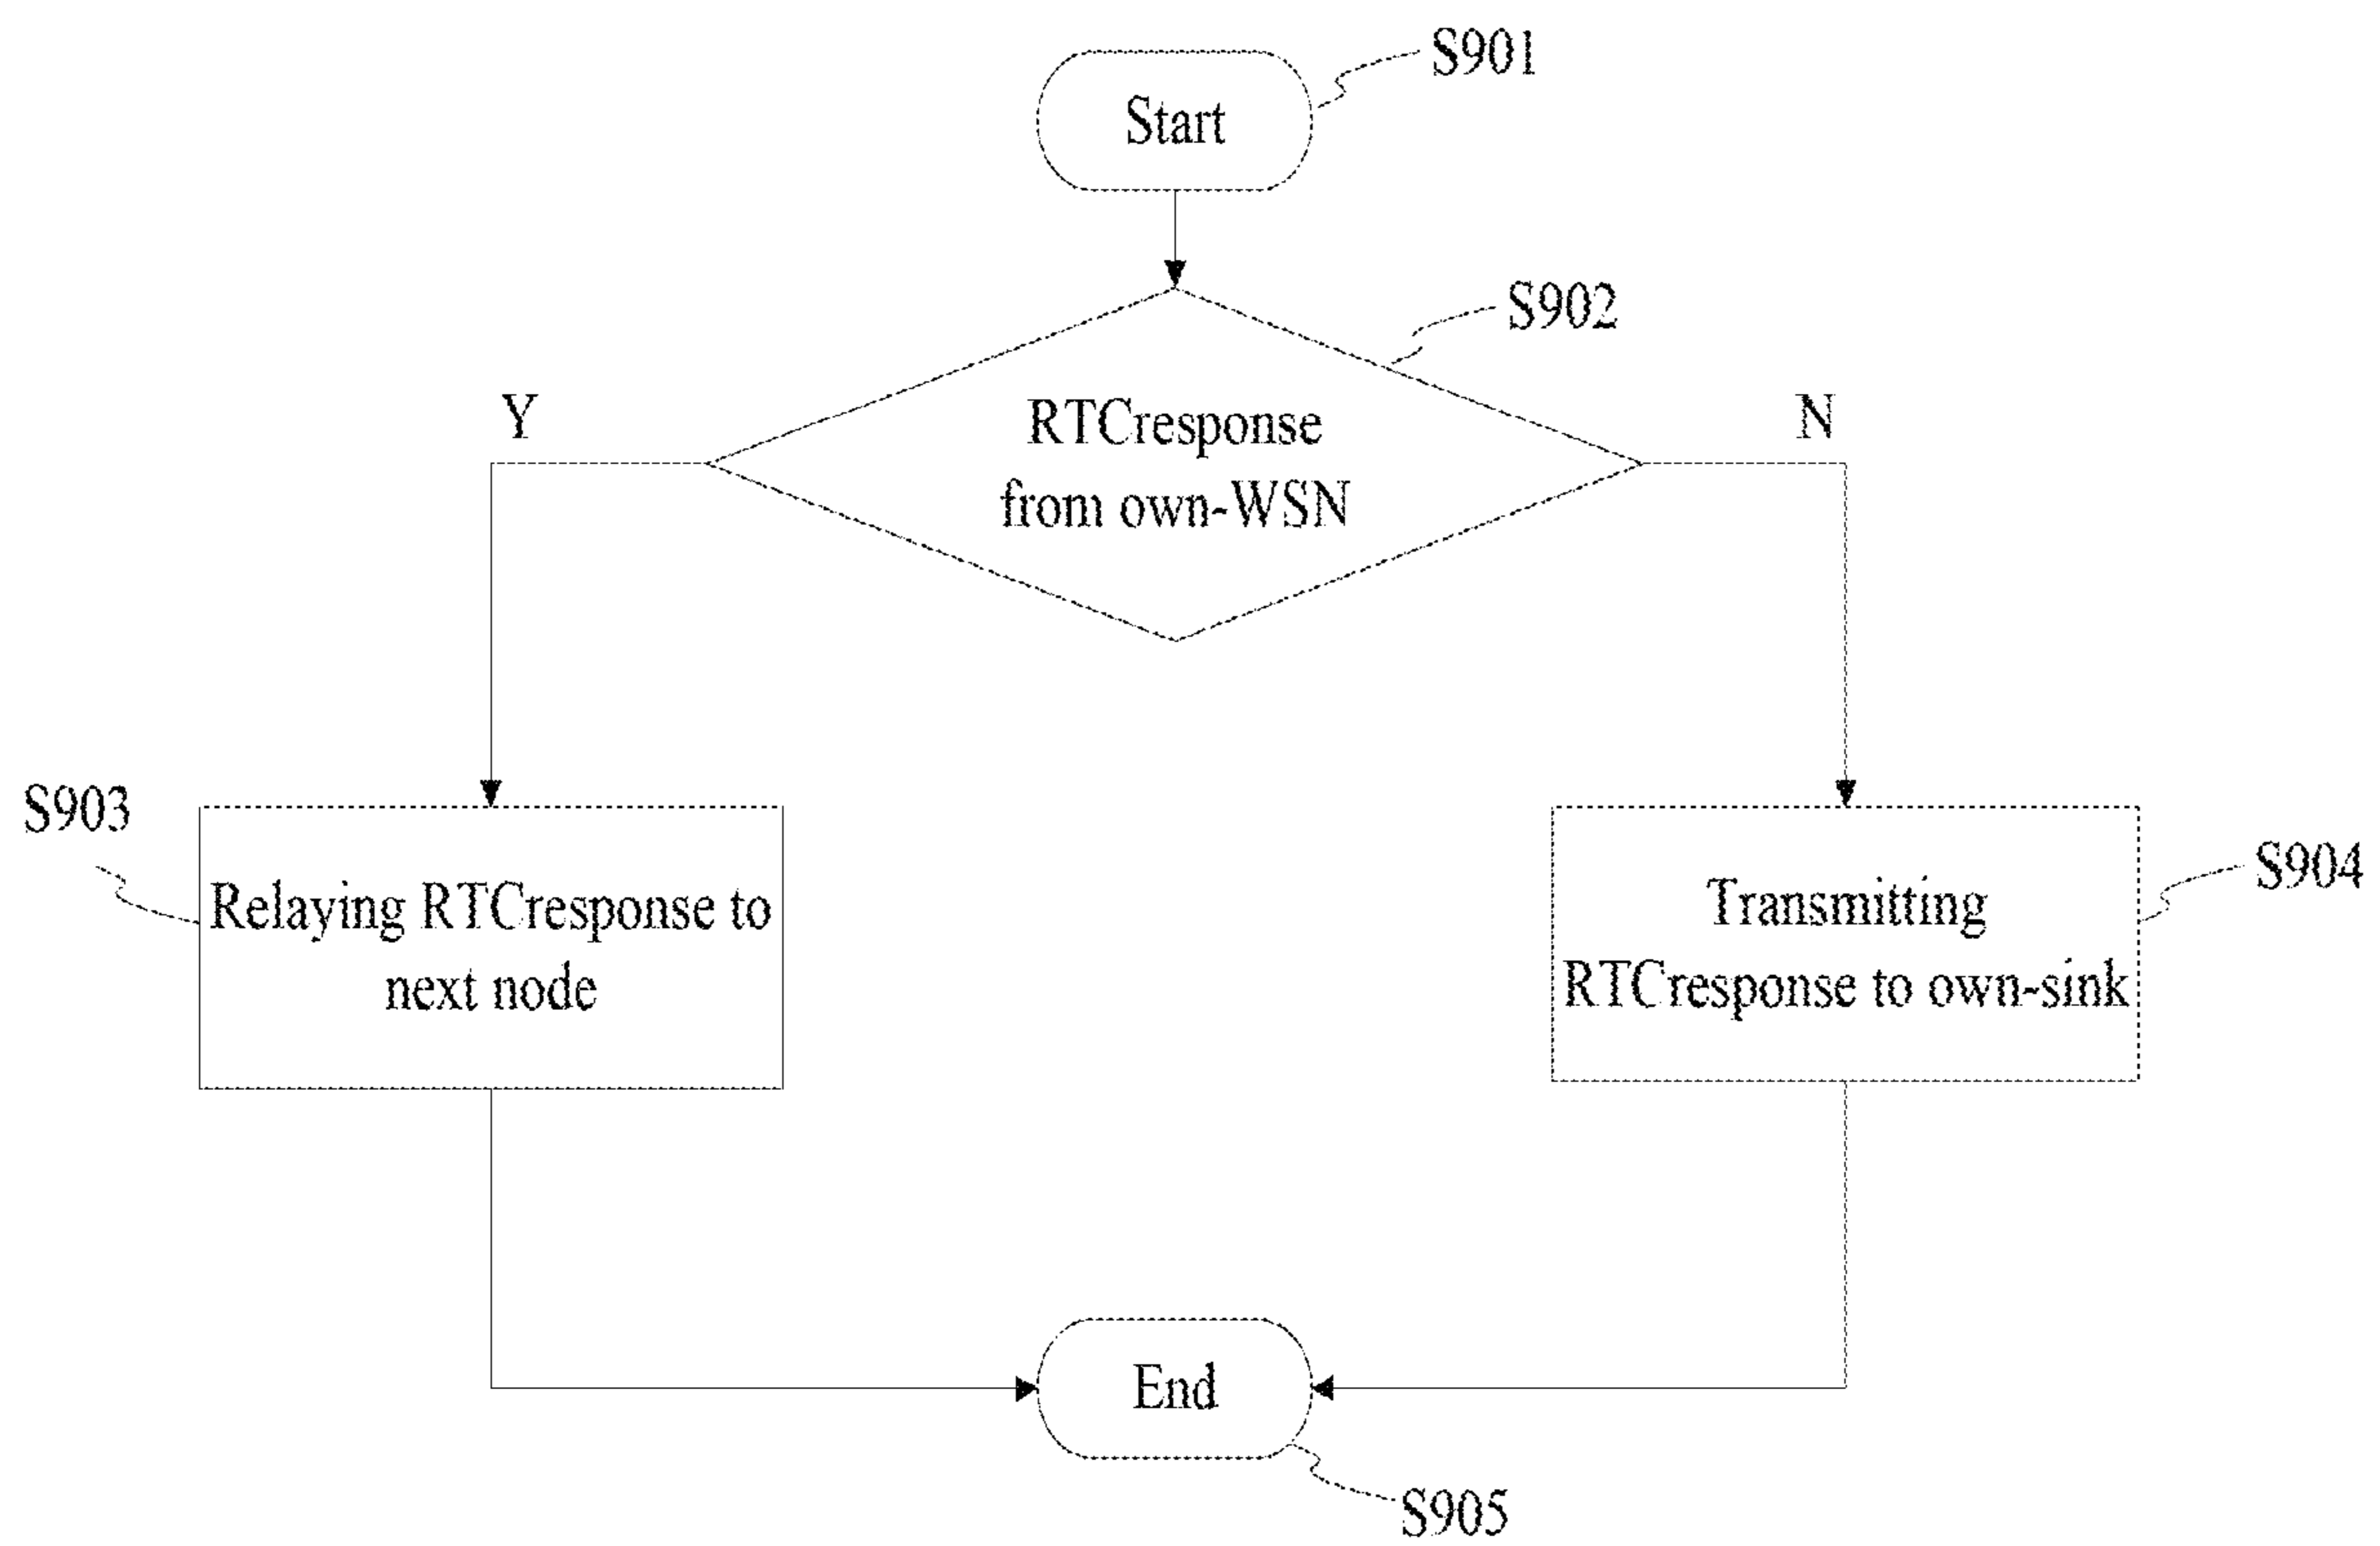 S901
Start
S902
Y
N
RTCresponse
from own-WSN
S903
Relaying RTCresponse to
next node
S904
Transmitting
RTCresponse to own-sink
End
S905